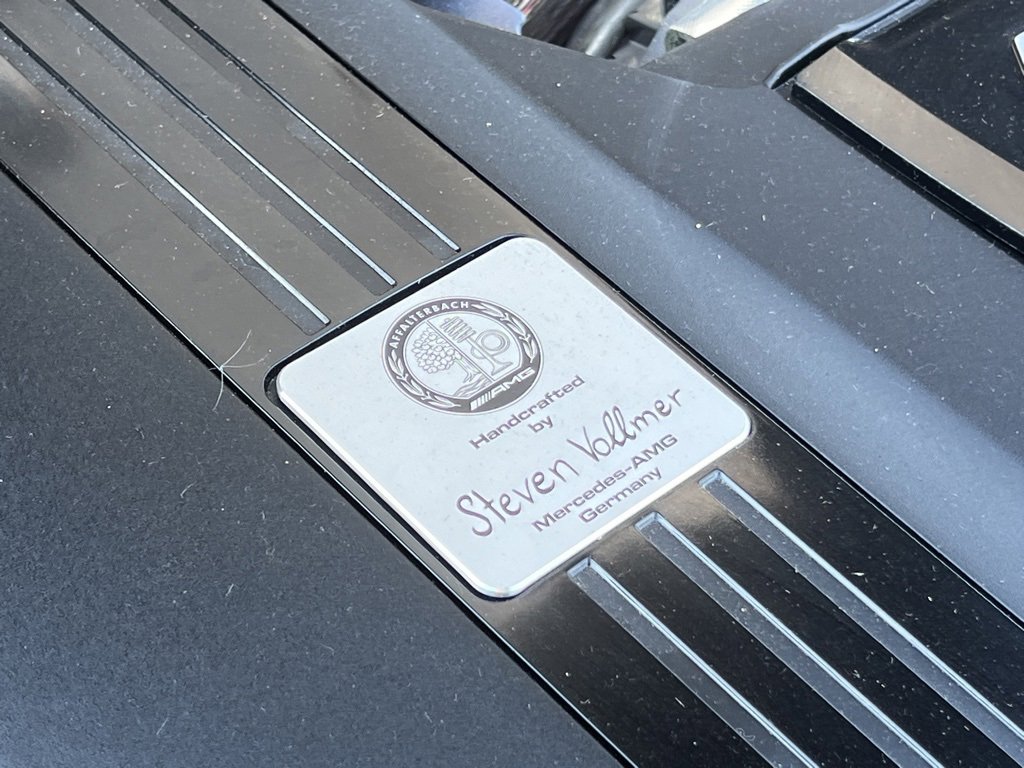 AFFALTERBACH
AMG
Handcrafted
by
Steven Vollmer
Mercedes-AMG
Germany